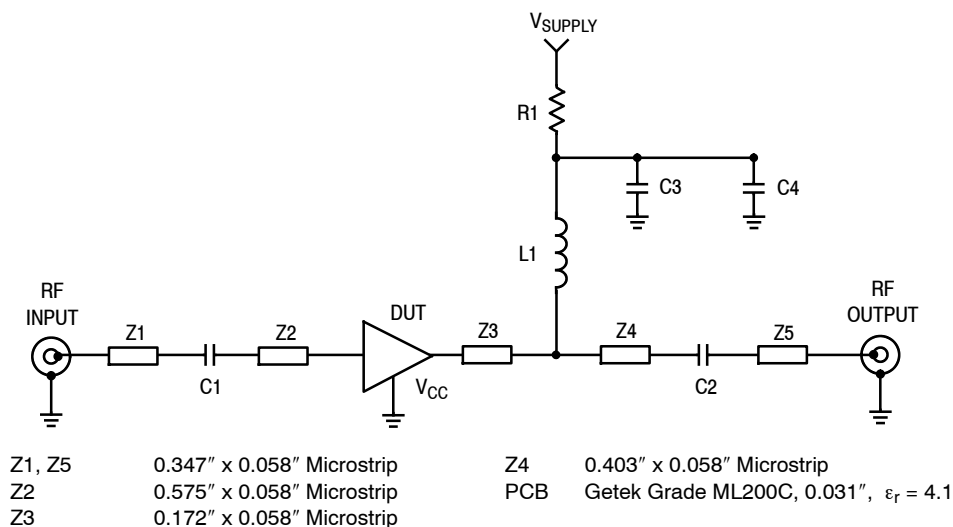 VSUPPLY
R1
C3
C4
L1
RF
INPUT
Z1
C1
Z2
DUT
VCC
Z3
Z4
C2
Z5
RF
OUTPUT
Z1, Z5 0.347″ x 0.058″ Microstrip
Z2 0.575″ x 0.058″ Microstrip
Z3 0.172″ x 0.058″ Microstrip
Z4 0.403″ x 0.058″ Microstrip
PCB Getek Grade ML200C, 0.031″, εr = 4.1